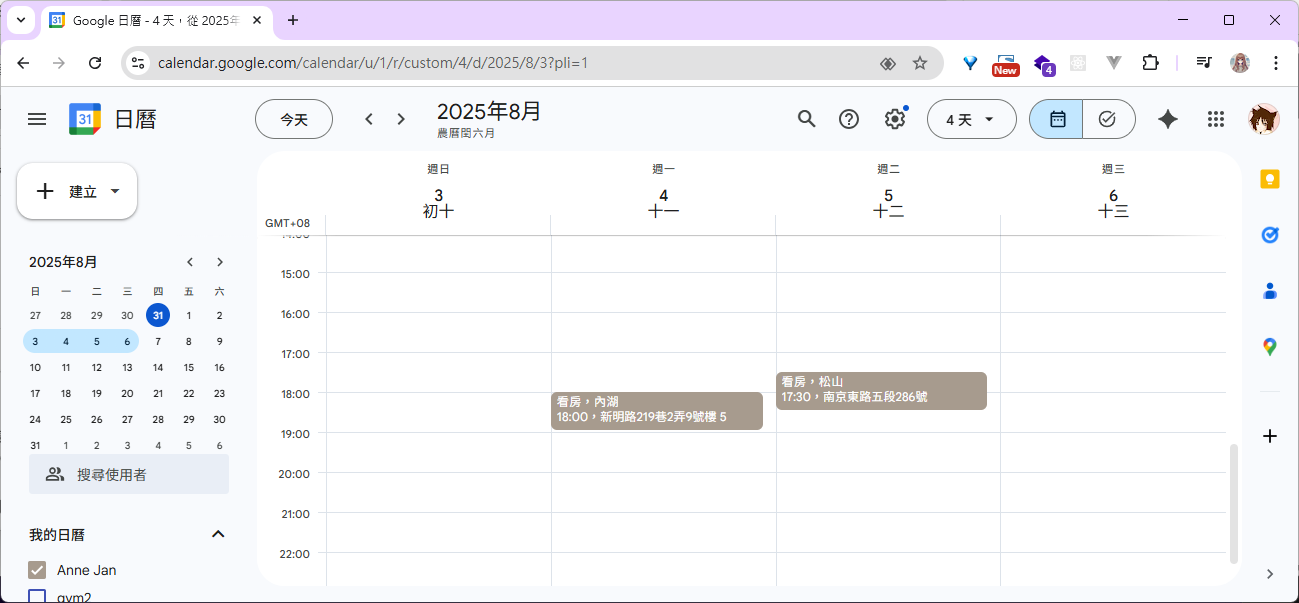 Google 日曆 - 4 天，從 2025年
calendar.google.com/calendar/u/1/r/custom/4/d/2025/8/3?pli=1
New
4
31
日曆
今天
2025年8月
農曆閏六月
4 天
建立
2025年8月
日 一 二 三 四 五 六
27 28 29 30 31 1 2
3 4 5 6 7 8 9
10 11 12 13 14 15 16
17 18 19 20 21 22 23
24 25 26 27 28 29 30
31 1 2 3 4 5 6
搜尋使用者
我的日曆
Anne Jan
gym2
週日 週一 週二 週三
3 4 5 6
初十 十一 十二 十三
GMT+08
14:00
15:00
16:00
17:00
18:00
19:00
20:00
21:00
22:00
看房，內湖
18:00，新明路219巷2弄9號樓 5
看房，松山
17:30，南京東路五段286號